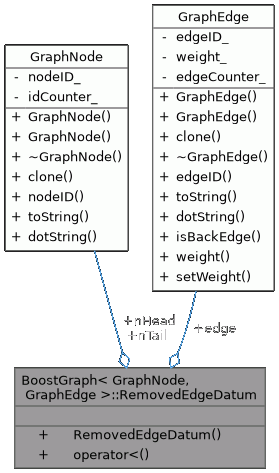 GraphNode
- nodeID_
- idCounter_
+ GraphNode()
+ GraphNode()
+ ~GraphNode()
+ clone()
+ nodeID()
+ toString()
+ dotString()
GraphEdge
- edgeID_
- weight_
- edgeCounter_
+ GraphEdge()
+ GraphEdge()
+ clone()
+ ~GraphEdge()
+ edgeID()
+ toString()
+ dotString()
+ isBackEdge()
+ weight()
+ setWeight()
+nHead
+nTail
+edge
BoostGraph< GraphNode,
GraphEdge >::RemovedEdgeDatum
+ RemovedEdgeDatum()
+ operator<()